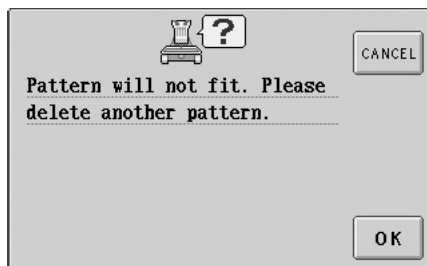 ?
CANCEL
Pattern will not fit. Please
delete another pattern.
OK